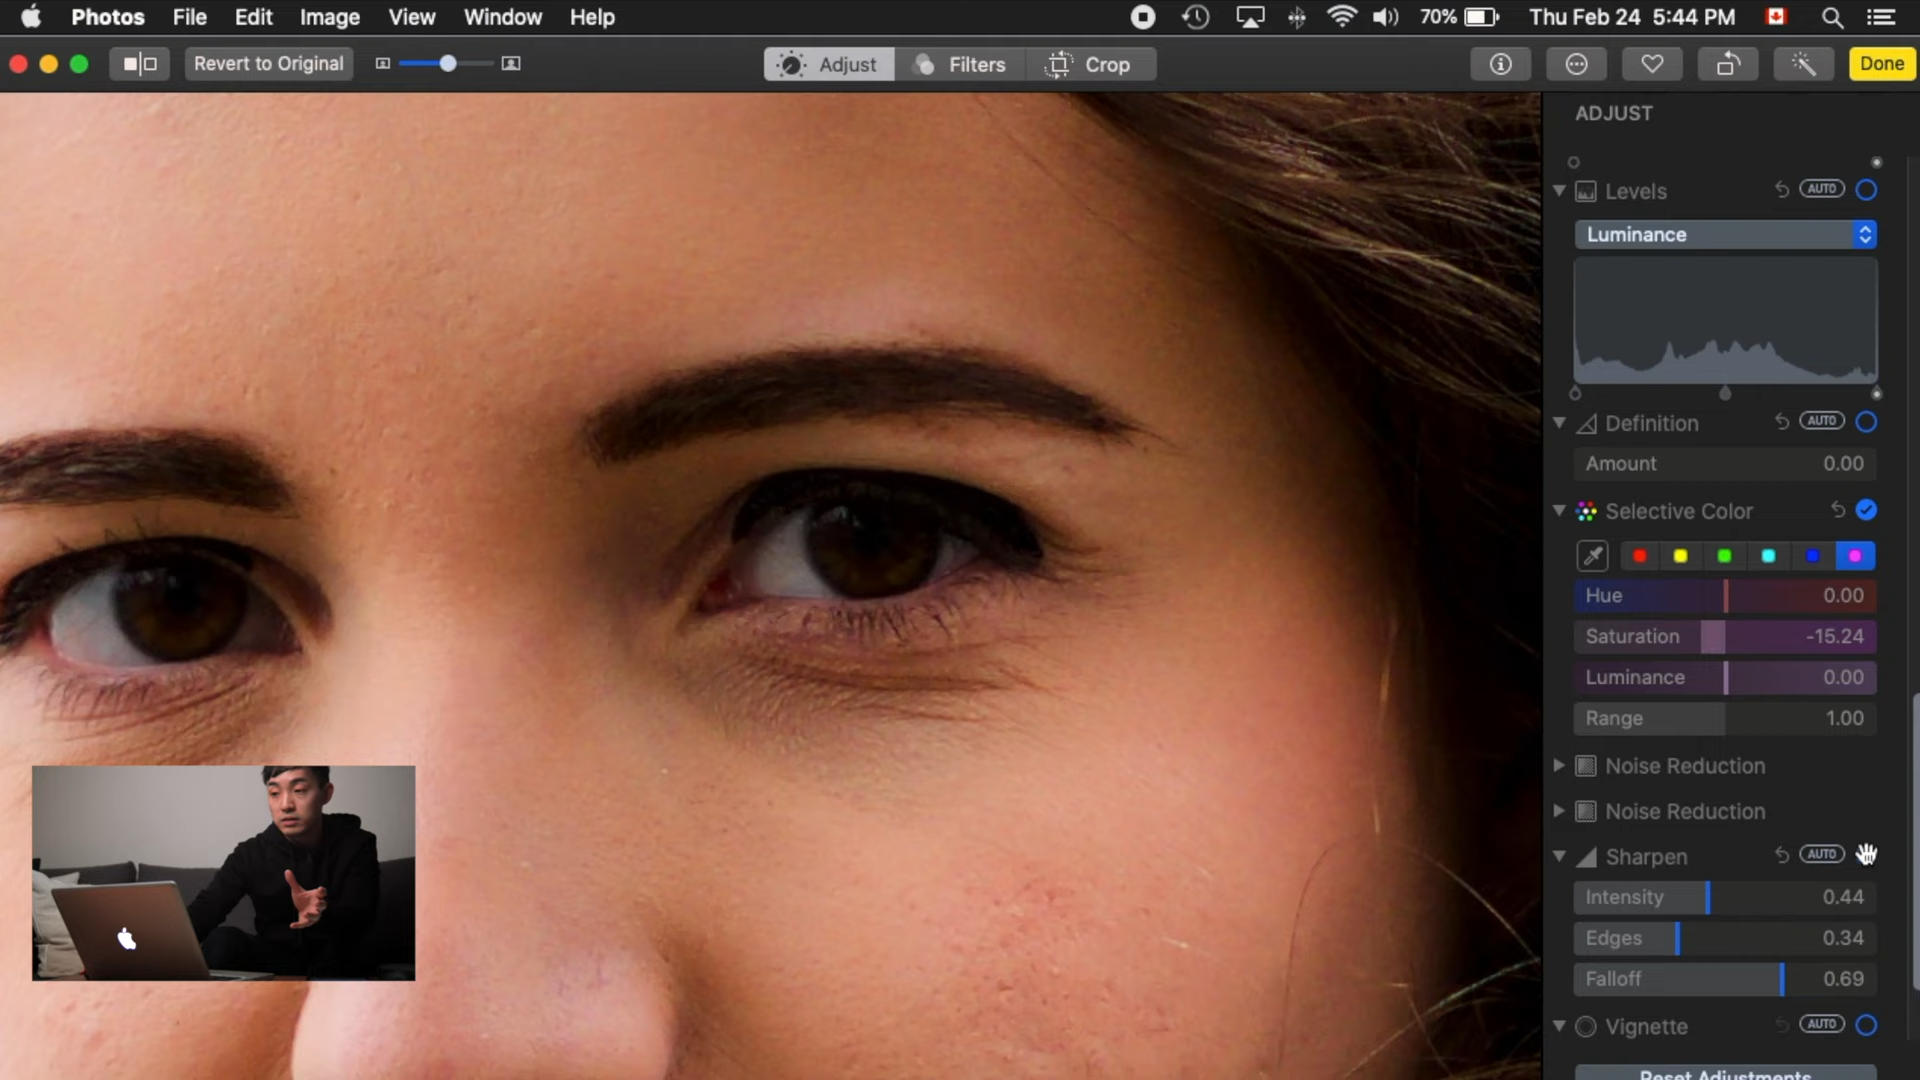 Photos File Edit Image View Window Help 70% Thu Feb 24 5:44 PM
Revert to Original Adjust Filters Crop Done
ADJUST
Levels AUTO
Luminance
Definition AUTO
Amount 0.00
Selective Color
Hue 0.00
Saturation -15.24
Luminance 0.00
Range 1.00
Noise Reduction
Noise Reduction
Sharpen AUTO
Intensity 0.44
Edges 0.34
Falloff 0.69
Vignette AUTO
Reset Adjustments